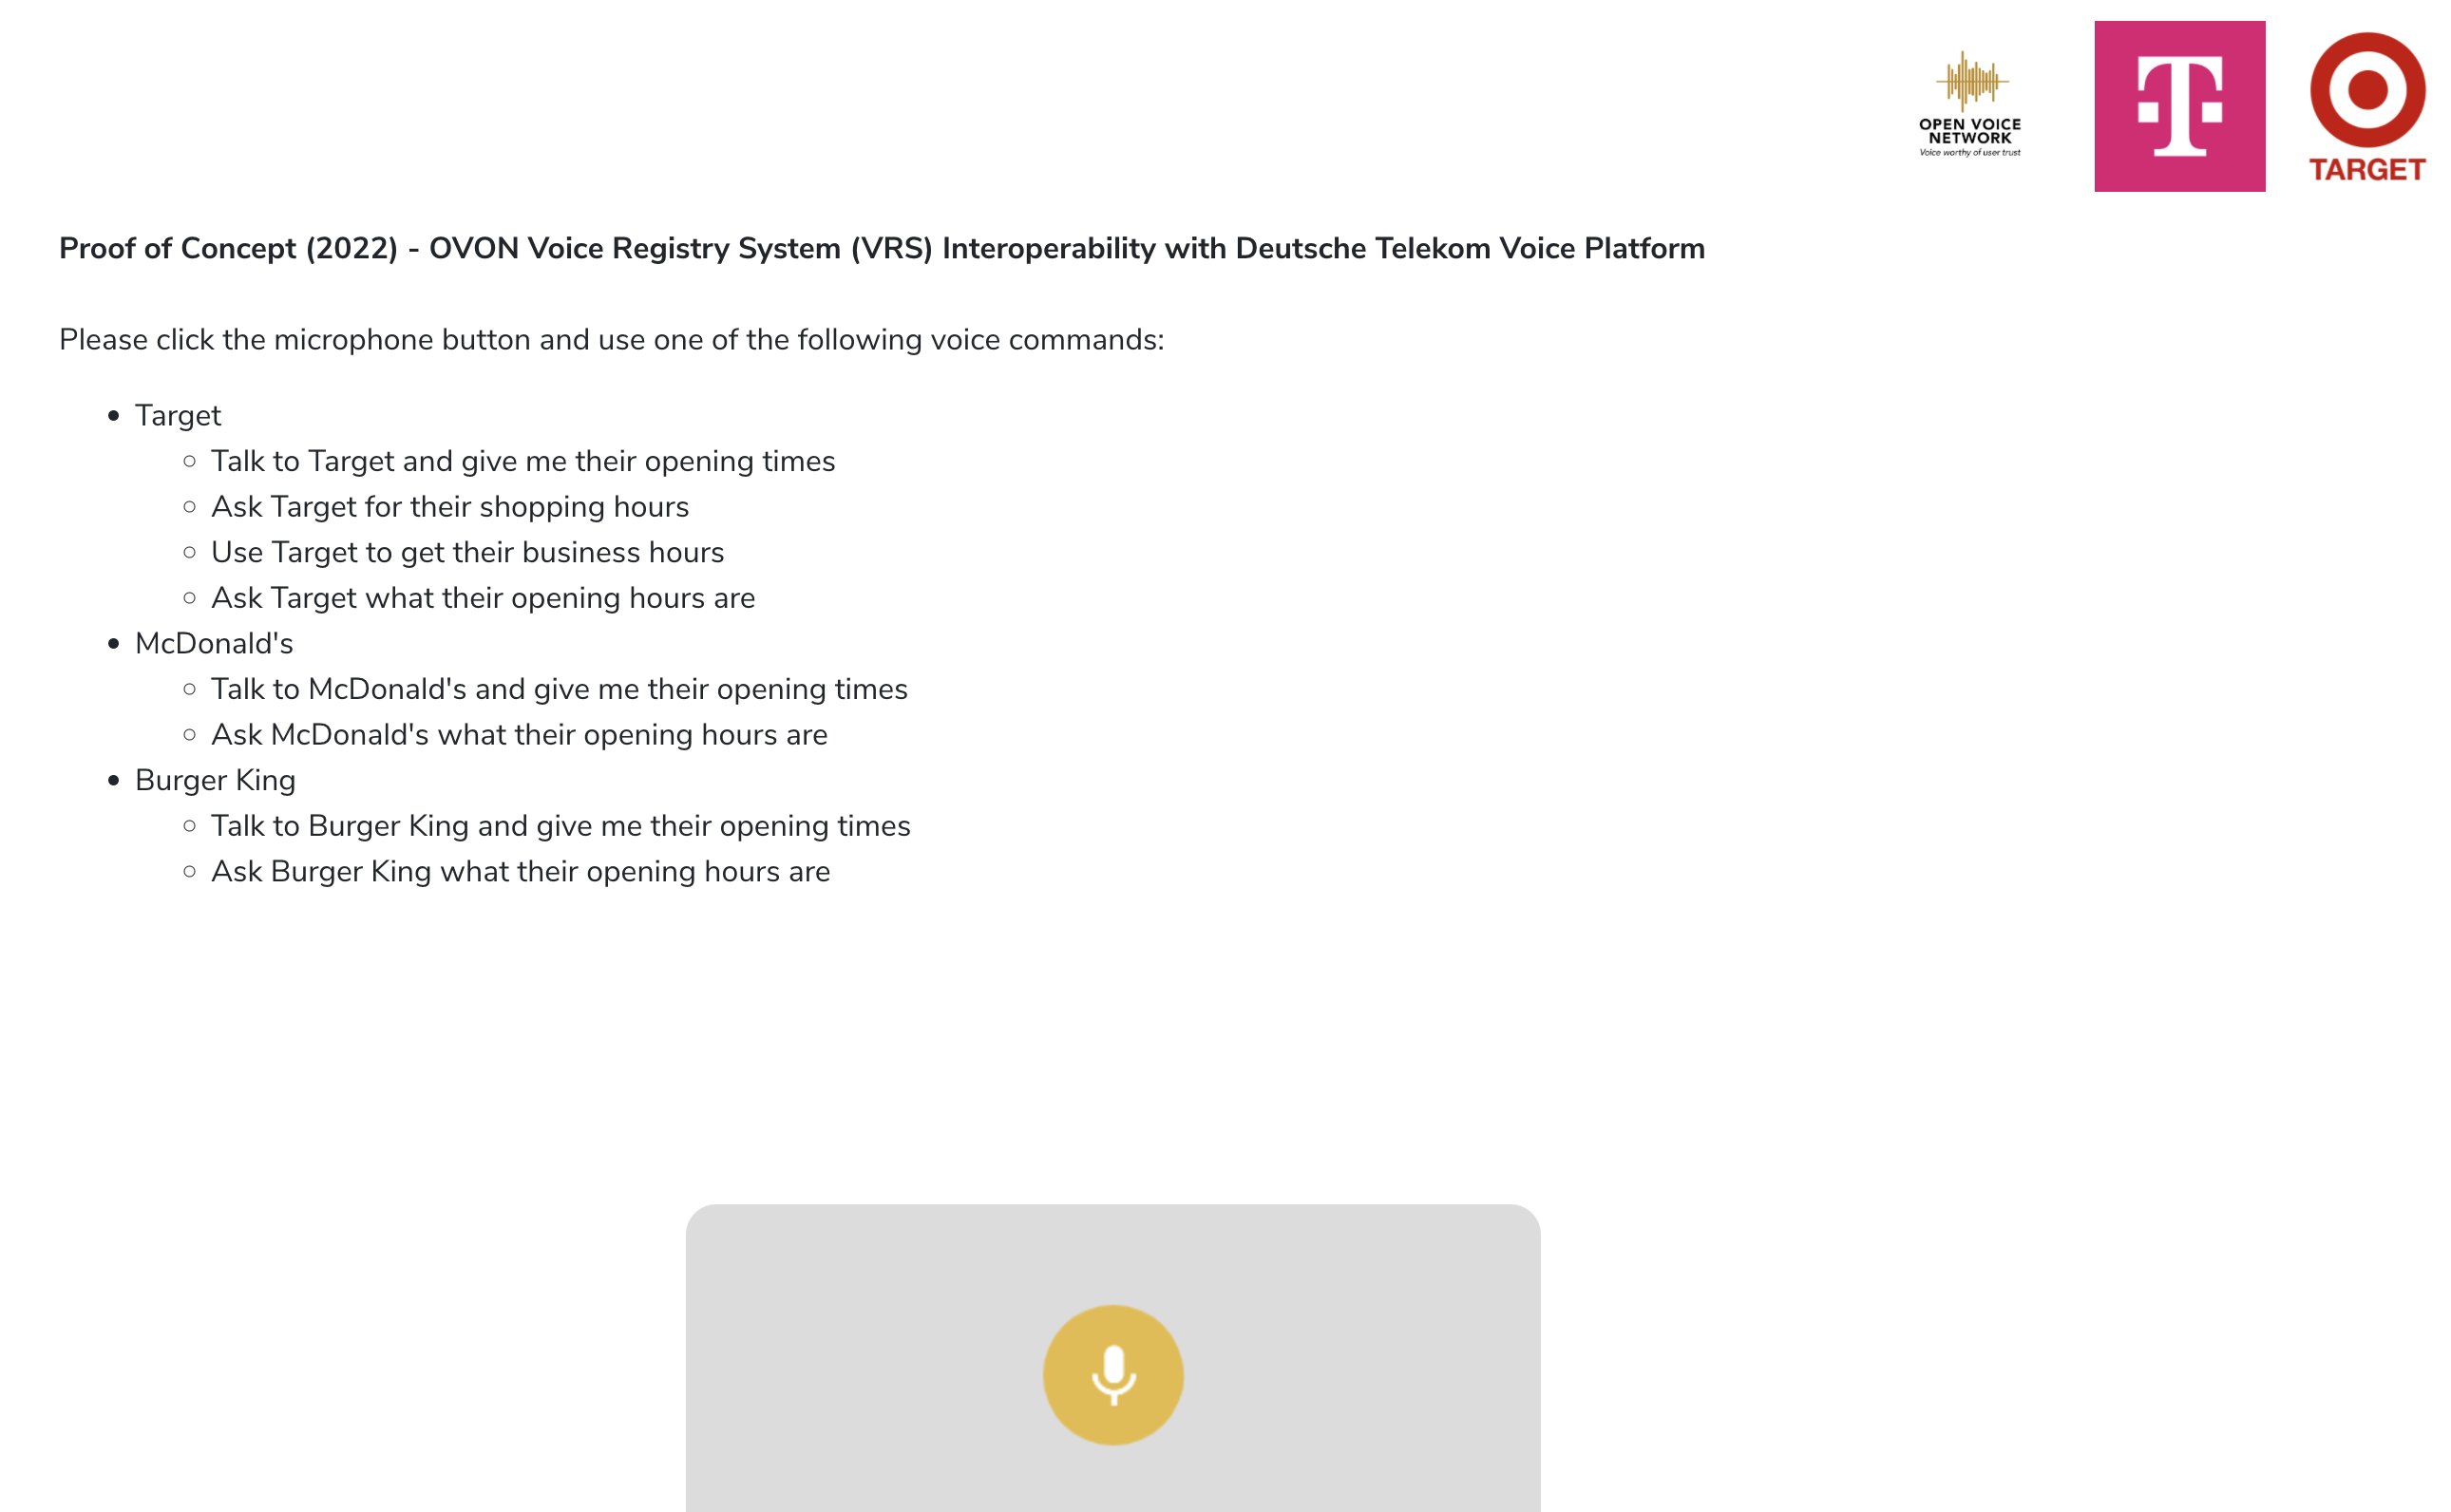 OPEN VOICE
NETWORK
Voice worthy of user trust
T
TARGET
Proof of Concept (2022) - OVON Voice Registry System (VRS) Interoperability with Deutsche Telekom Voice Platform
Please click the microphone button and use one of the following voice commands:
Target
Talk to Target and give me their opening times
Ask Target for their shopping hours
Use Target to get their business hours
Ask Target what their opening hours are
McDonald's
Talk to McDonald's and give me their opening times
Ask McDonald's what their opening hours are
Burger King
Talk to Burger King and give me their opening times
Ask Burger King what their opening hours are